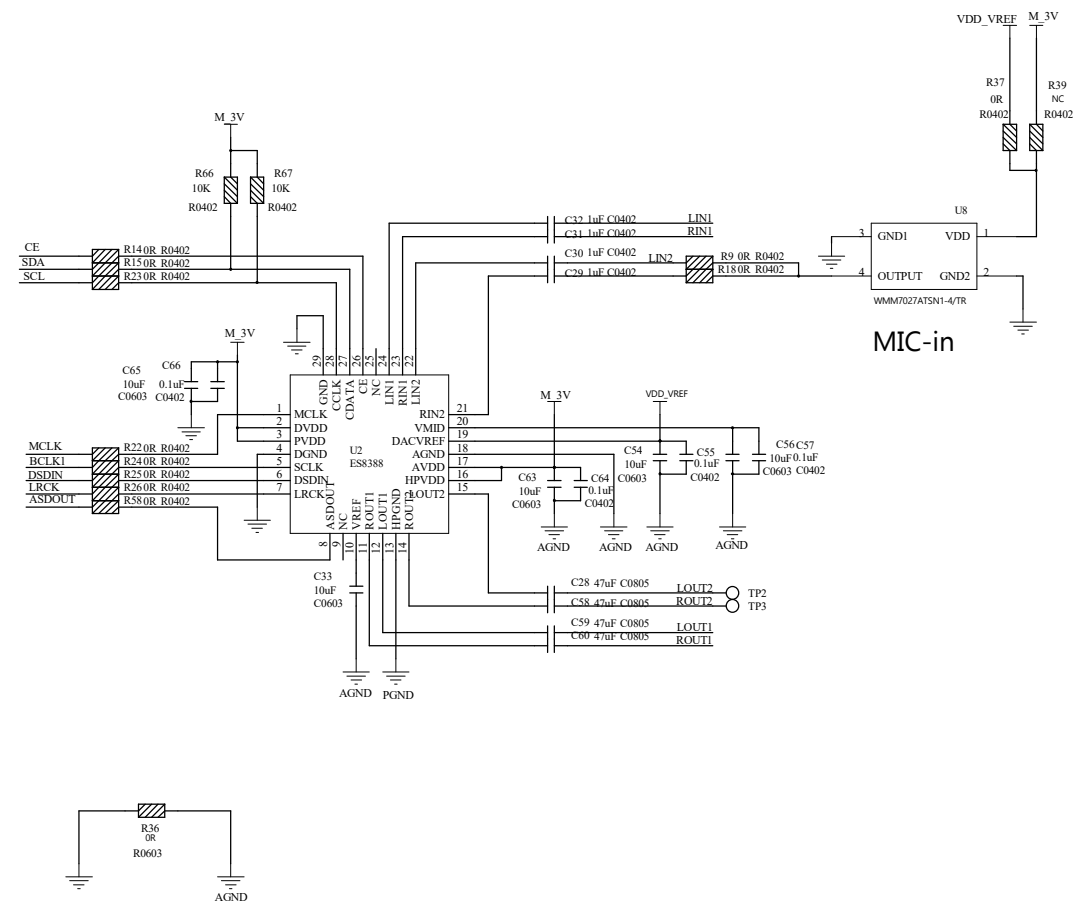 VDD_VREF M_3V
R37
0R
R0402
R39
NC
R0402
M_3V
R66
10K
R0402
R67
10K
R0402
U8
3 GND1 VDD 1
4 OUTPUT GND2 2
WMM7027ATSN1-4/TR
MIC-in
C32 1uF C0402 LIN1
C31 1uF C0402 RIN1
C30 1uF C0402 LIN2 R9 0R R0402
C29 1uF C0402 R18 0R R0402
CE R14 0R R0402
SDA R15 0R R0402
SCL R23 0R R0402
M_3V
C65
10uF
C0603
C66
0.1uF
C0402
29 28 27 26 25 24 23 22
GND CCLK CDATA CE NC LIN1 RIN1 LIN2
1 MCLK
2 DVDD
3 PVDD
4 DGND
5 SCLK
6 DSDIN
7 LRCK
U2
ES8388
RIN2 21
VMID 20
DACVREF 19
AGND 18
AVDD 17
HPVDD 16
LOUT2 15
ASDOUT NC VREF ROUT1 LOUT1 HPGND ROUT2
8 9 10 11 12 13 14
MCLK R22 0R R0402
BCLK1 R24 0R R0402
DSDIN R25 0R R0402
LRCK R26 0R R0402
ASDOUT R58 0R R0402
M_3V
C63
10uF
C0603
C64
0.1uF
C0402
AGND
AGND
VDD_VREF
C54
10uF
C0603
C55
0.1uF
C0402
AGND
C56 C57
10uF 0.1uF
C0603 C0402
AGND
C33
10uF
C0603
AGND PGND
C28 47uF C0805 LOUT2 TP2
C58 47uF C0805 ROUT2 TP3
C59 47uF C0805 LOUT1
C60 47uF C0805 ROUT1
R36
0R
R0603
AGND